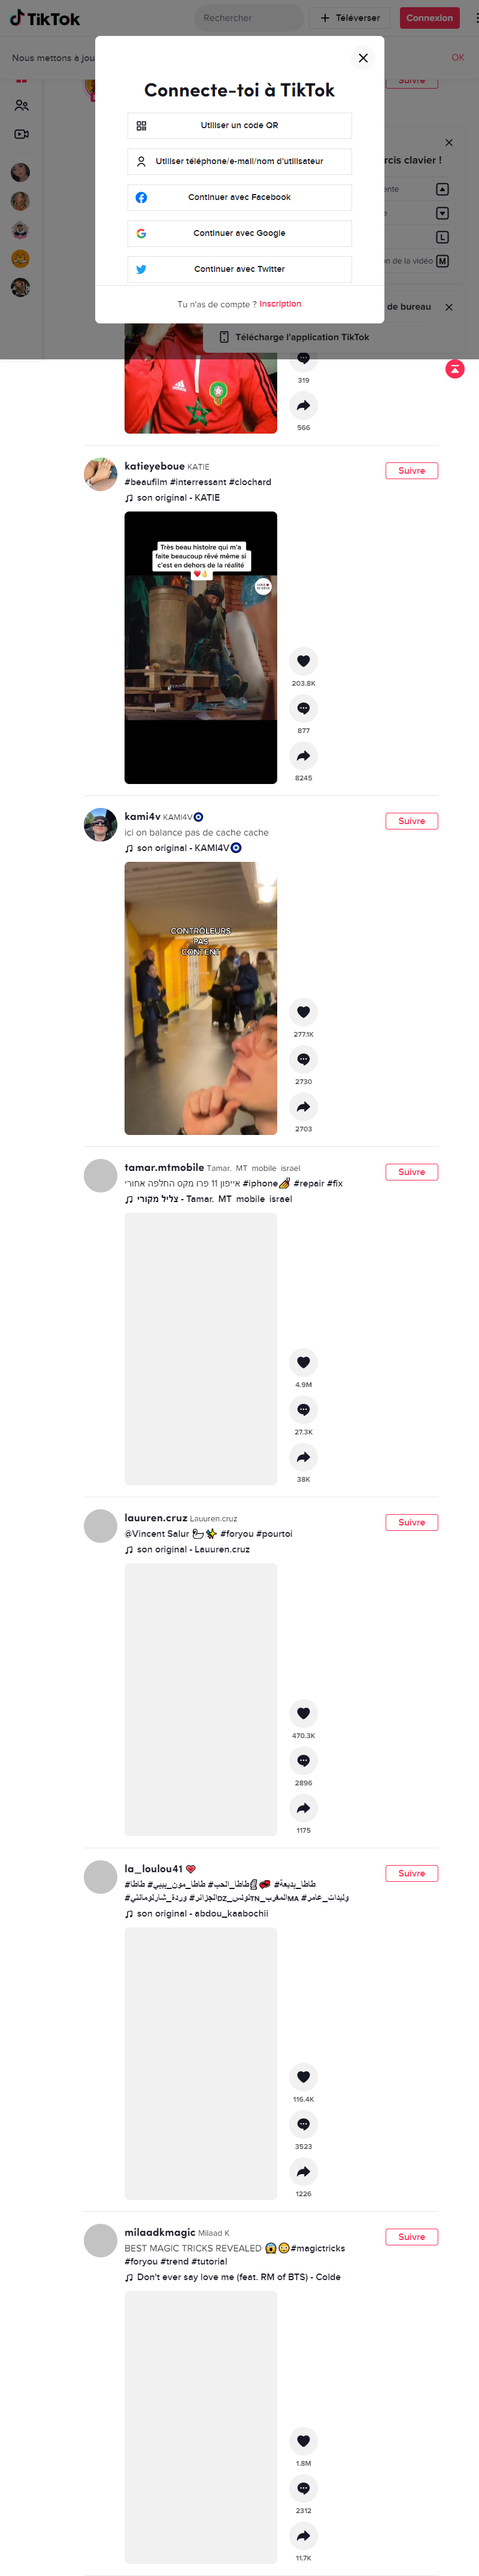 TikTok
Rechercher
Téléverser
Connexion
Nous mettons à jou
OK
Suivre
Connecte-toi à TikTok
Utiliser un code QR
Utiliser téléphone/e-mail/nom d'utilisateur
Continuer avec Facebook
Continuer avec Google
Continuer avec Twitter
Tu n'as de compte ? Inscription
rcis clavier !
ente
e
L
on de la vidéo M
de bureau
Télécharge l'application TikTok
319
566
katieyeboue KATIE
Suivre
#beaufilm #interressant #clochard
son original - KATIE
Très beau histoire qui m'a
faite beaucoup rêvé même si
c'est en dehors de la réalité
❤️👌
203.8K
877
8245
kami4v KAMI4V🧿
Suivre
ici on balance pas de cache cache
son original - KAMI4V🧿
CONTRÔLEURS
PAS
CONTENT
277.1K
2730
2703
tamar.mtmobile Tamar. MT mobile israel
Suivre
אייפון 11 פרו מקס החלפה אחורי #iphone💅 #repair #fix
צליל מקורי - Tamar. MT mobile israel
4.9M
27.3K
38K
lauuren.cruz Lauuren.cruz
Suivre
@Vincent Salur 🦢✨ #foryou #pourtoi
son original - Lauuren.cruz
470.3K
2896
1175
la_loulou41 💝
Suivre
son original - abdou_kaabochii
116.4K
3523
1226
milaadkmagic Milaad K
Suivre
BEST MAGIC TRICKS REVEALED 😱😳#magictricks
#foryou #trend #tutorial
Don't ever say love me (feat. RM of BTS) - Colde
1.8M
2312
11.7K